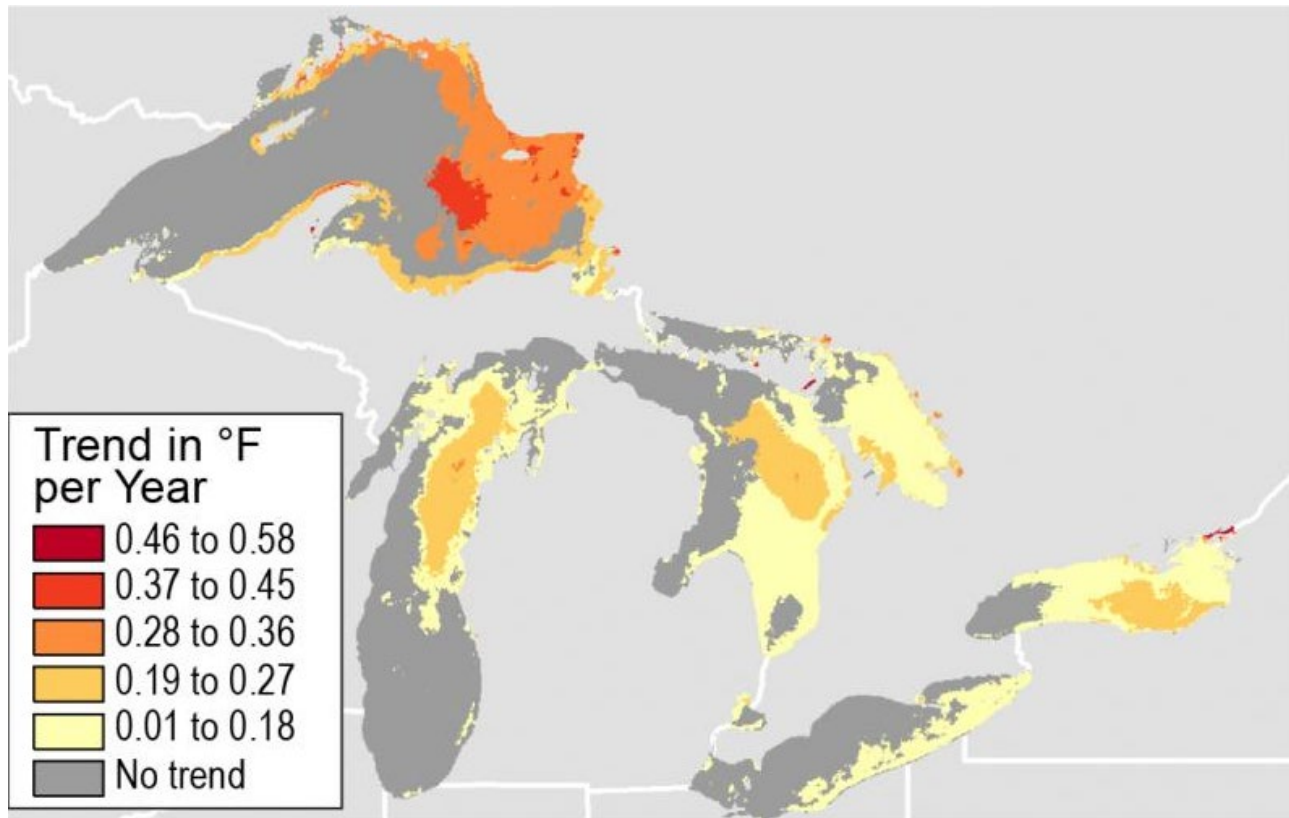 Trend in °F
per Year
0.46 to 0.58
0.37 to 0.45
0.28 to 0.36
0.19 to 0.27
0.01 to 0.18
No trend